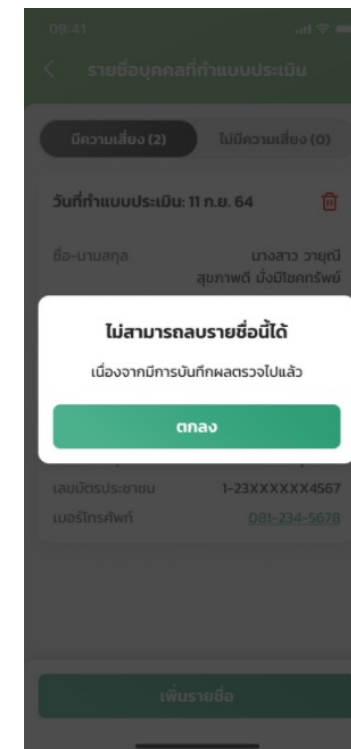 09:41
รายชื่อบุคคลที่ทำแบบประเมิน
มีความเสี่ยง (2)
ไม่มีความเสี่ยง (0)
วันที่ทำแบบประเมิน: 11 ก.ย. 64
ชื่อ-นามสกุล
นางสาว วายุณี
สุขภาพดี มั่งมีโชคทรัพย์
ไม่สามารถลบรายชื่อนี้ได้
เนื่องจากมีการบันทึกผลตรวจไปแล้ว
ตกลง
เลขบัตรประชาชน
1-23XXXXXX4567
เบอร์โทรศัพท์
081-234-5678
เพิ่มรายชื่อ